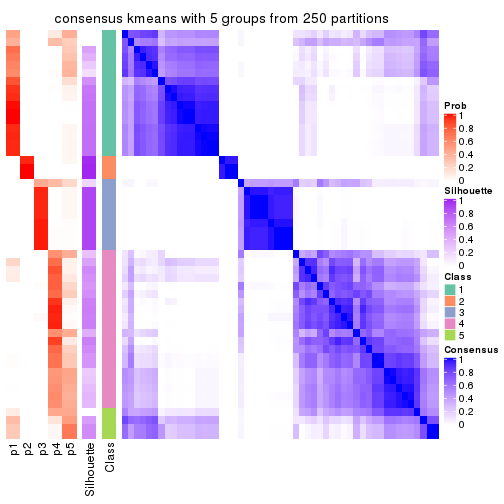 consensus kmeans with 5 groups from 250 partitions
Prob
1
0.8
0.6
0.4
0.2
0
Silhouette
1
0.8
0.6
0.4
0.2
0
Class
1
2
3
4
5
Consensus
1
0.8
0.6
0.4
0.2
0
p1
p2
p3
p4
p5
Silhouette
Class